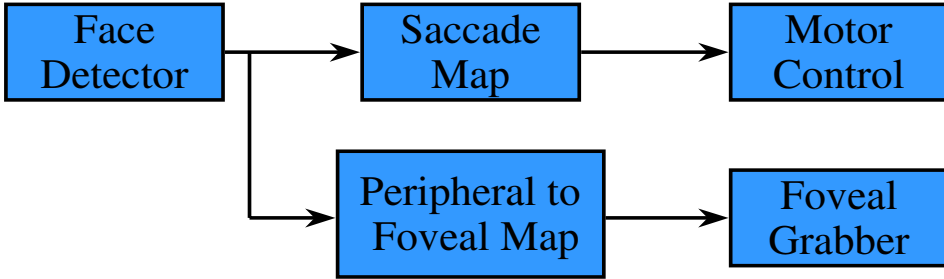 Face
Detector
Saccade
Map
Motor
Control
Peripheral to
Foveal Map
Foveal
Grabber